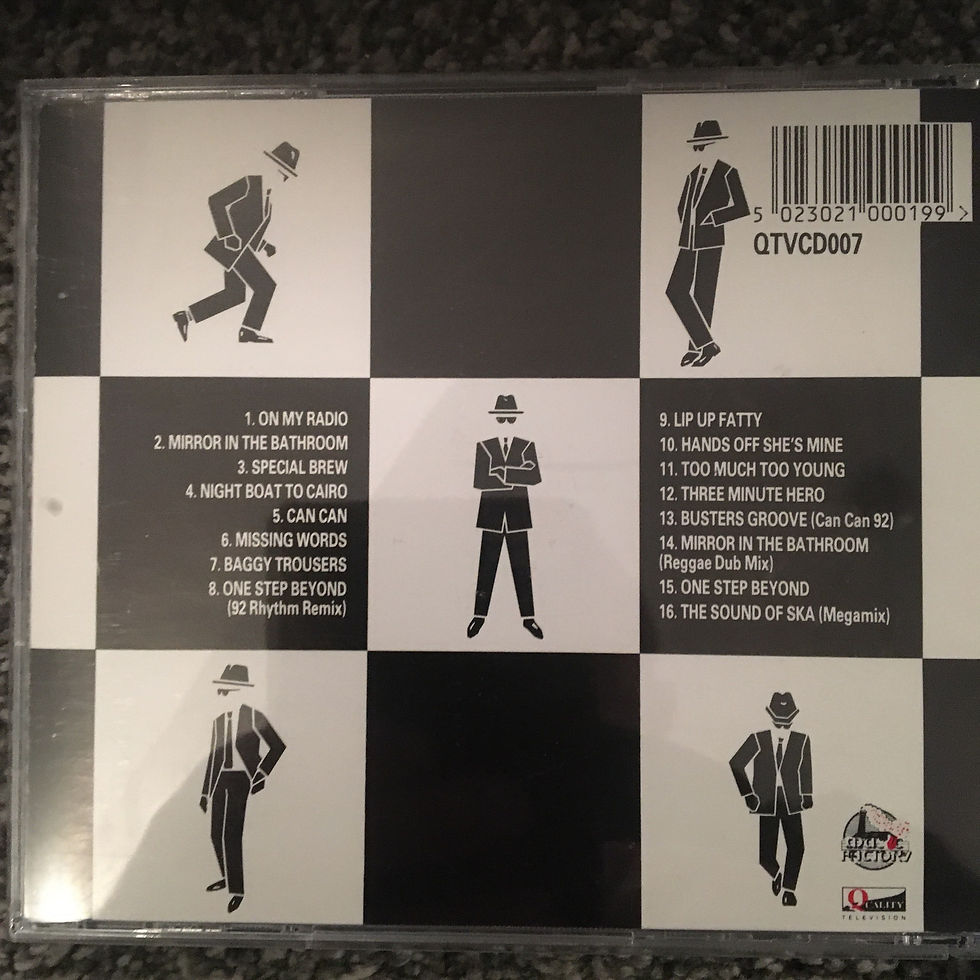 5 023021 000199 >
QTVCD007
1. ON MY RADIO
2. MIRROR IN THE BATHROOM
3. SPECIAL BREW
4. NIGHT BOAT TO CAIRO
5. CAN CAN
6. MISSING WORDS
7. BAGGY TROUSERS
8. ONE STEP BEYOND
(92 Rhythm Remix)
9. LIP UP FATTY
10. HANDS OFF SHE'S MINE
11. TOO MUCH TOO YOUNG
12. THREE MINUTE HERO
13. BUSTERS GROOVE (Can Can 92)
14. MIRROR IN THE BATHROOM
(Reggae Dub Mix)
15. ONE STEP BEYOND
16. THE SOUND OF SKA (Megamix)
FACTORY
QUALITY
TELEVISION